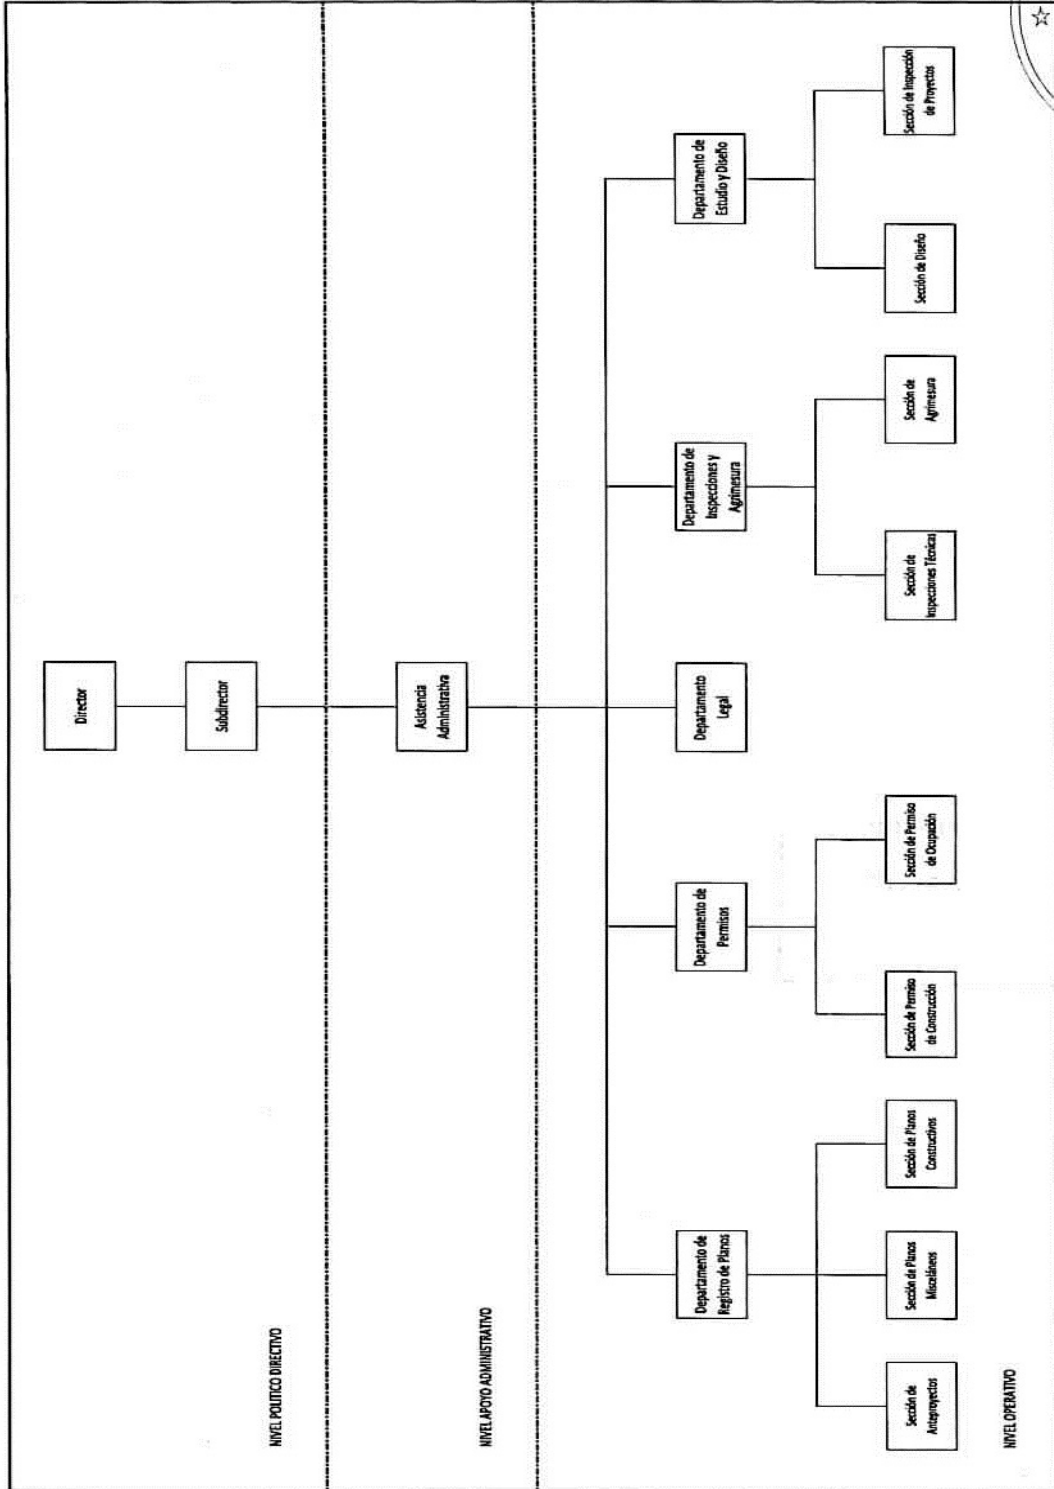 Director
Subdirector
NIVEL POLITICO DIRECTIVO
Asistencia
Administrativa
NIVEL APOYO ADMINISTRATIVO
Departamento de
Registro de Planos
Departamento de
Permisos
Departamento
Legal
Departamento de
Inspecciones y
Agrimesura
Departamento de
Estudio y Diseño
Sección de
Anteproyectos
Sección de Planos
Misceláneos
Sección de Planos
Constructivos
Sección de Permiso
de Construcción
Sección de Permiso
de Ocupación
Sección de
Inspecciones Técnicas
Sección de
Agrimesura
Sección de Diseño
Sección de Inspección
de Proyectos
NIVEL OPERATIVO